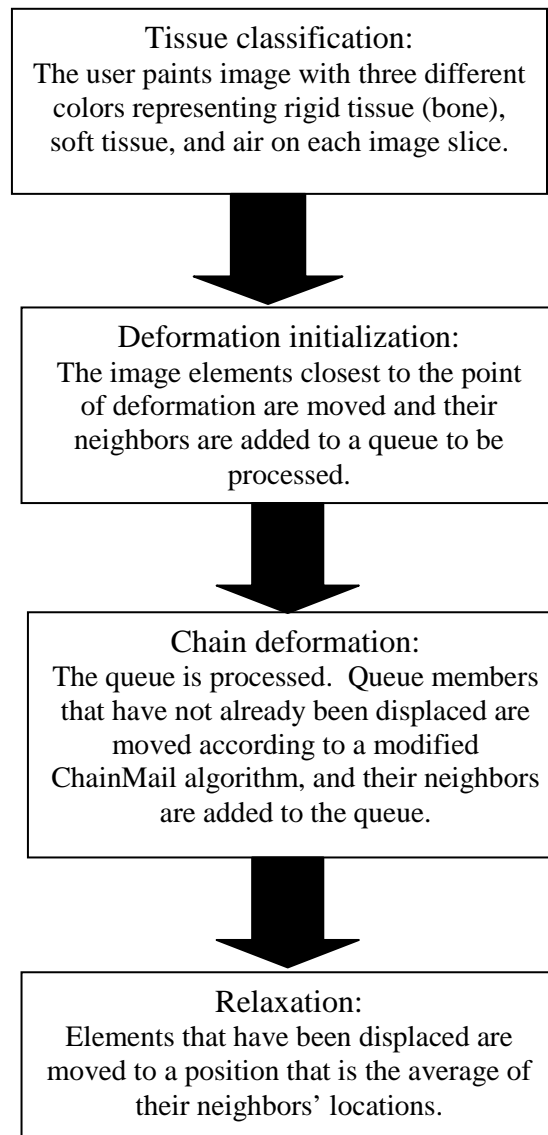 Tissue classification:
The user paints image with three different
colors representing rigid tissue (bone),
soft tissue, and air on each image slice.
Deformation initialization:
The image elements closest to the point
of deformation are moved and their
neighbors are added to a queue to be
processed.
Chain deformation:
The queue is processed.  Queue members
that have not already been displaced are
moved according to a modified
ChainMail algorithm, and their neighbors
are added to the queue.
Relaxation:
Elements that have been displaced are
moved to a position that is the average of
their neighbors’ locations.